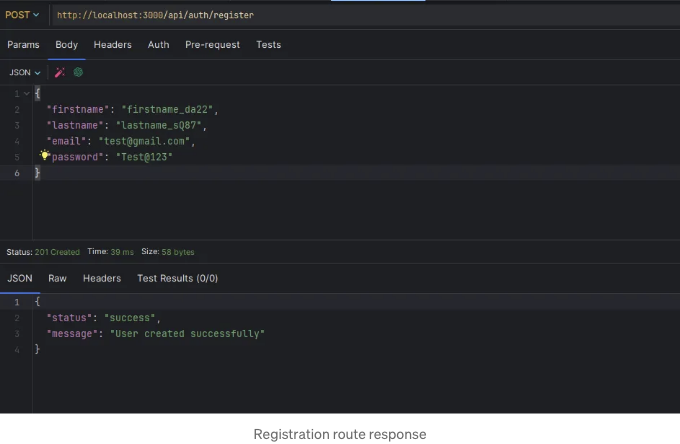 POST http://localhost:3000/api/auth/register
Params Body Headers Auth Pre-request Tests
JSON
1 {
2 "firstname": "firstname_da22",
3 "lastname": "lastname_sQ87",
4 "email": "test@gmail.com",
5 "password": "Test@123"
6 }
Status: 201 Created Time: 39 ms Size: 58 bytes
JSON Raw Headers Test Results (0/0)
1 {
2 "status": "success",
3 "message": "User created successfully"
4 }
Registration route response